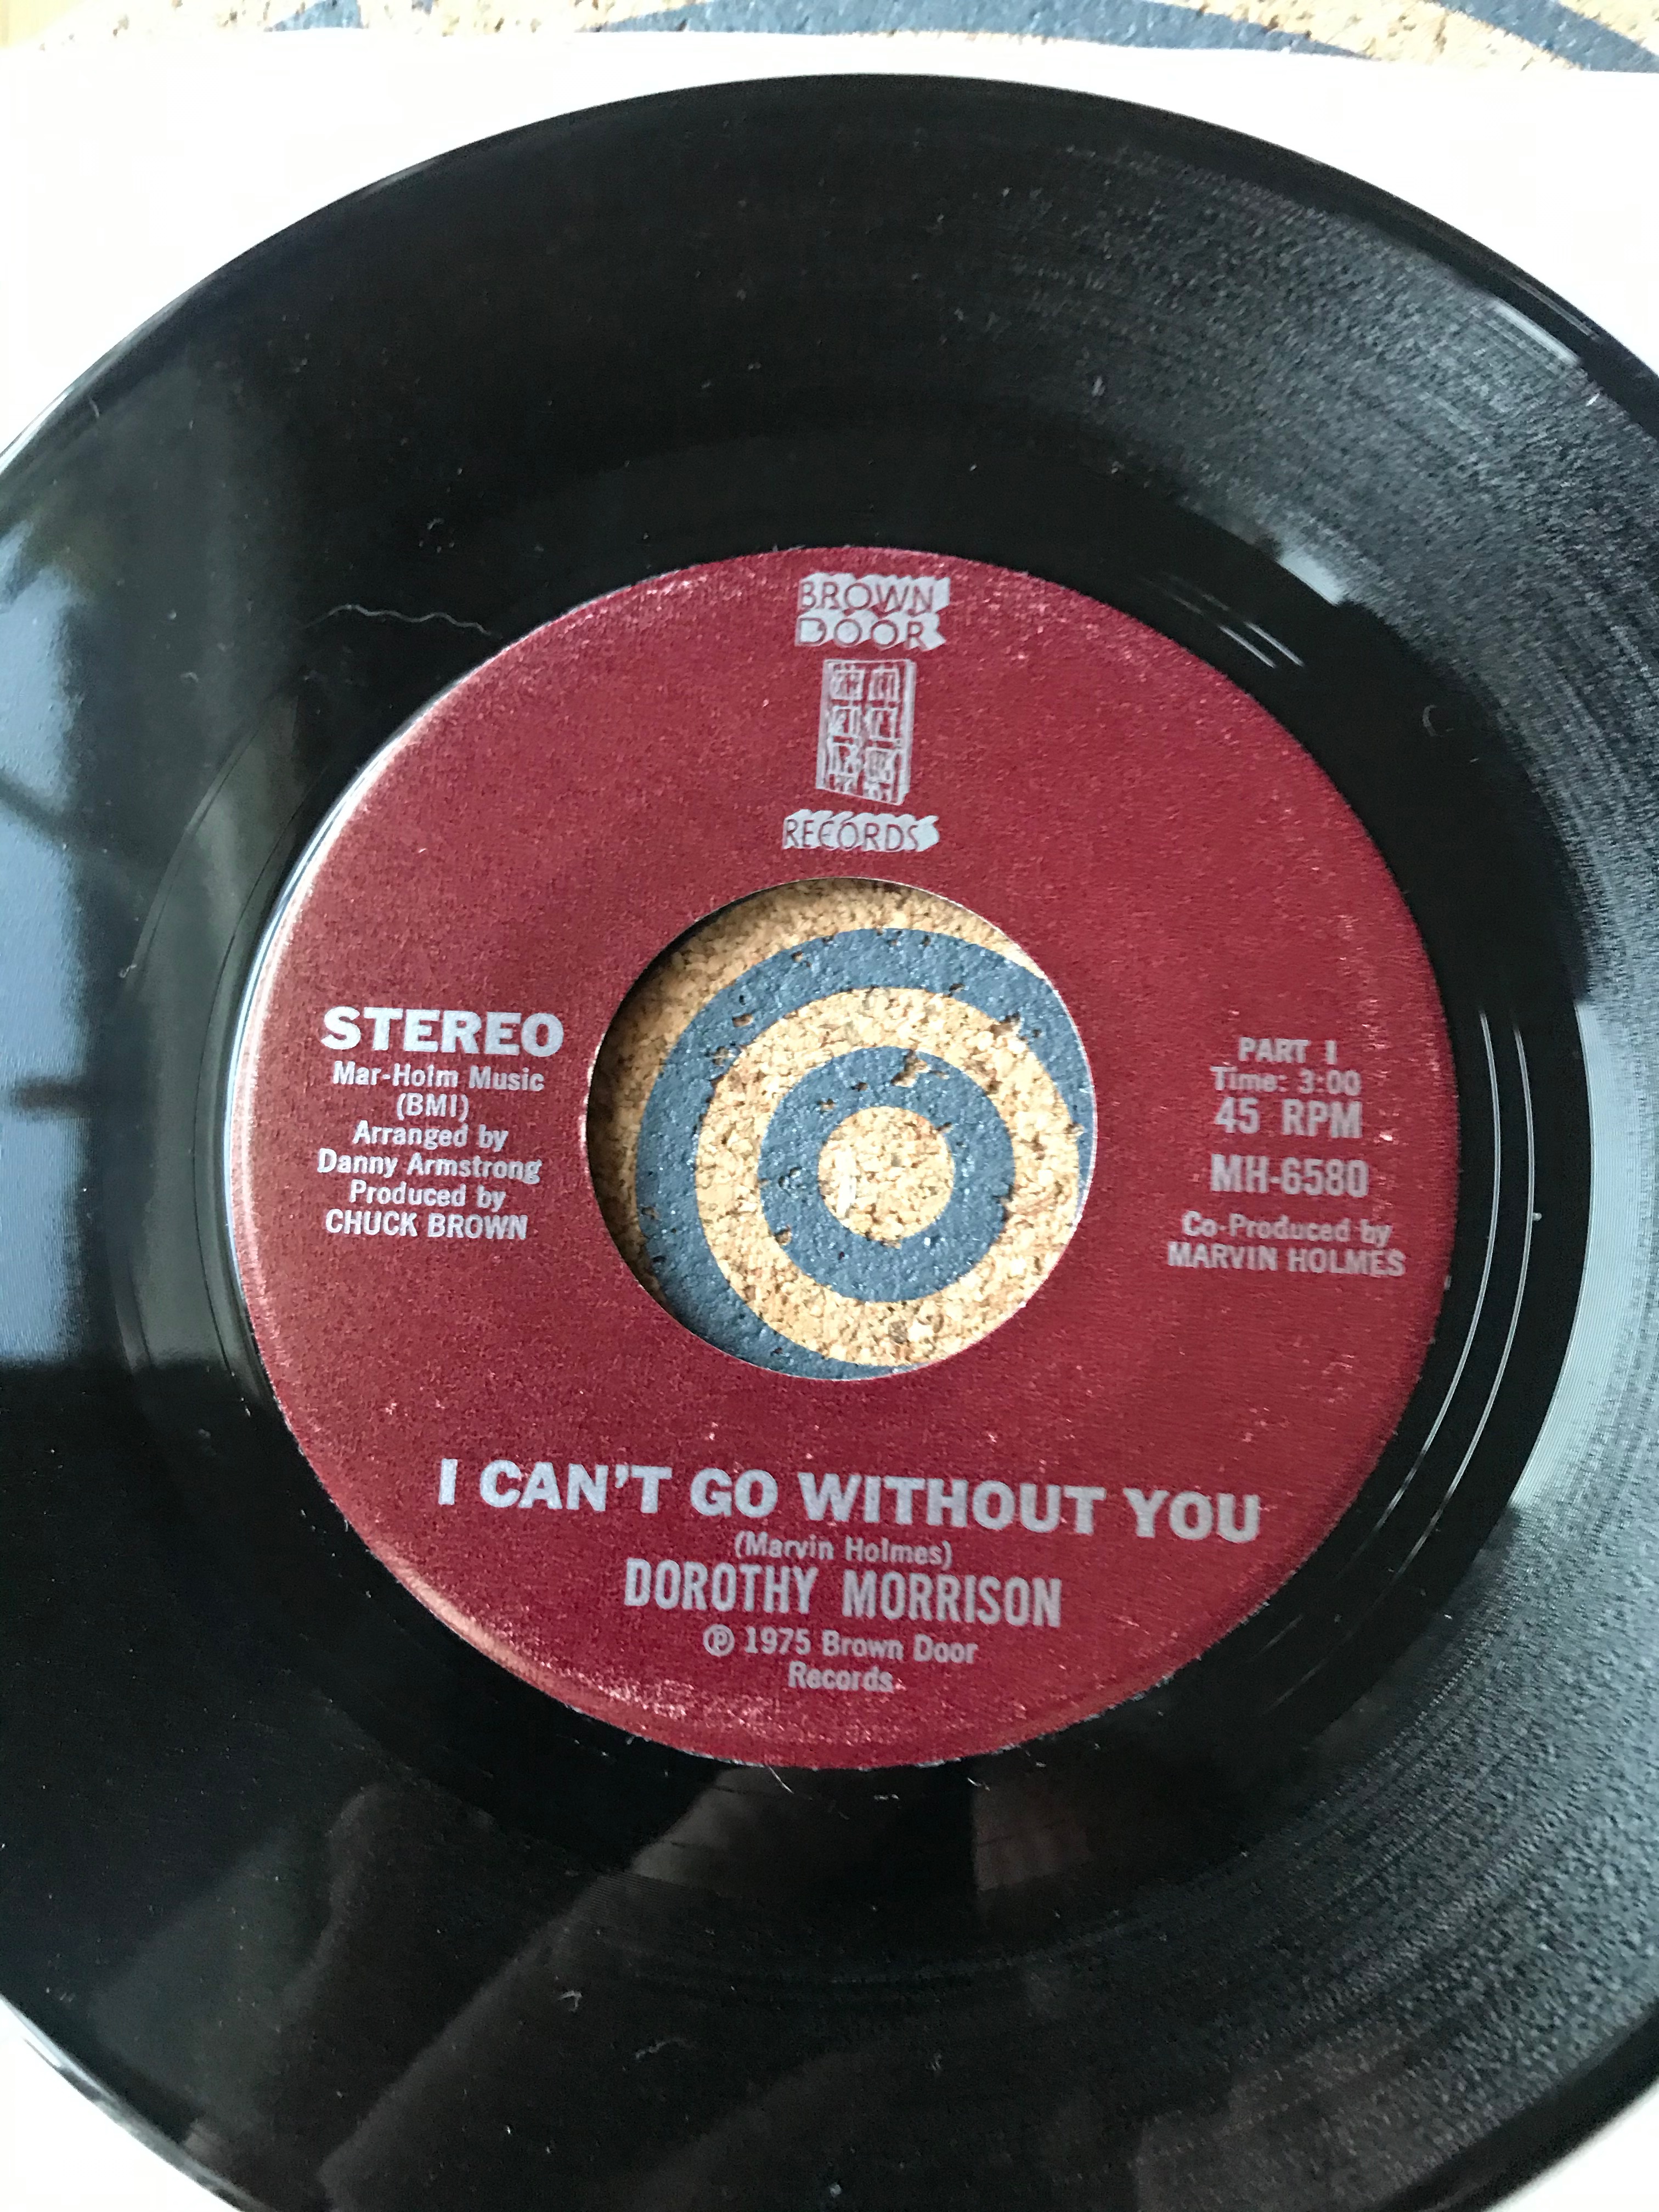 BROWN
DOOR
RECORDS
STEREO
Mar-Holm Music
(BMI)
Arranged by
Danny Armstrong
Produced by
CHUCK BROWN
PART I
Time: 3:00
45 RPM
MH-6580
Co-Produced by
MARVIN HOLMES
I CAN'T GO WITHOUT YOU
(Marvin Holmes)
DOROTHY MORRISON
℗ 1975 Brown Door
Records